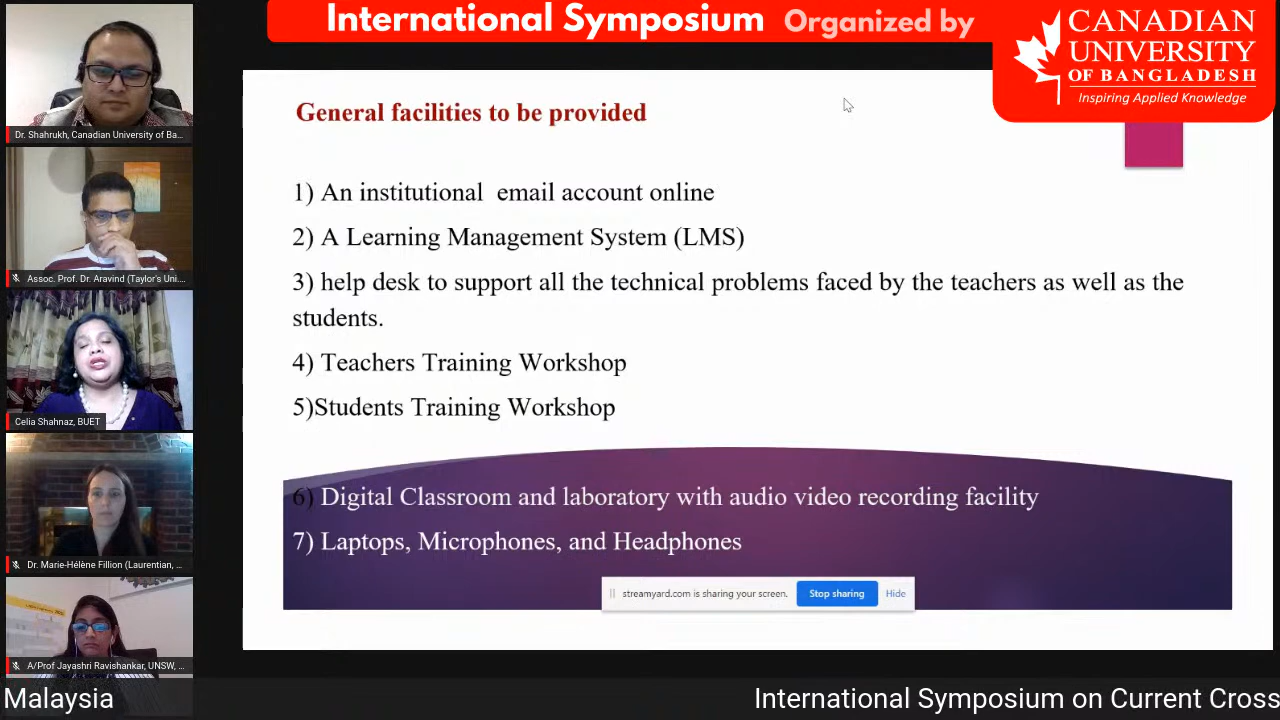 International Symposium Organized by
CANADIAN
UNIVERSITY
OF BANGLADESH
Inspiring Applied Knowledge
General facilities to be provided
1) An institutional email account online
2) A Learning Management System (LMS)
3) help desk to support all the technical problems faced by the teachers as well as the
students.
4) Teachers Training Workshop
5)Students Training Workshop
6) Digital Classroom and laboratory with audio video recording facility
7) Laptops, Microphones, and Headphones
streamyard.com is sharing your screen. Stop sharing Hide
Dr. Shahrukh, Canadian University of Ba...
Assoc. Prof. Dr. Aravind (Taylor's Uni....
Celia Shahnaz, BUET
Dr. Marie-Hélène Fillion (Laurentian, ...
A/Prof Jayashri Ravishankar, UNSW, ...
Malaysia
International Symposium on Current Cross